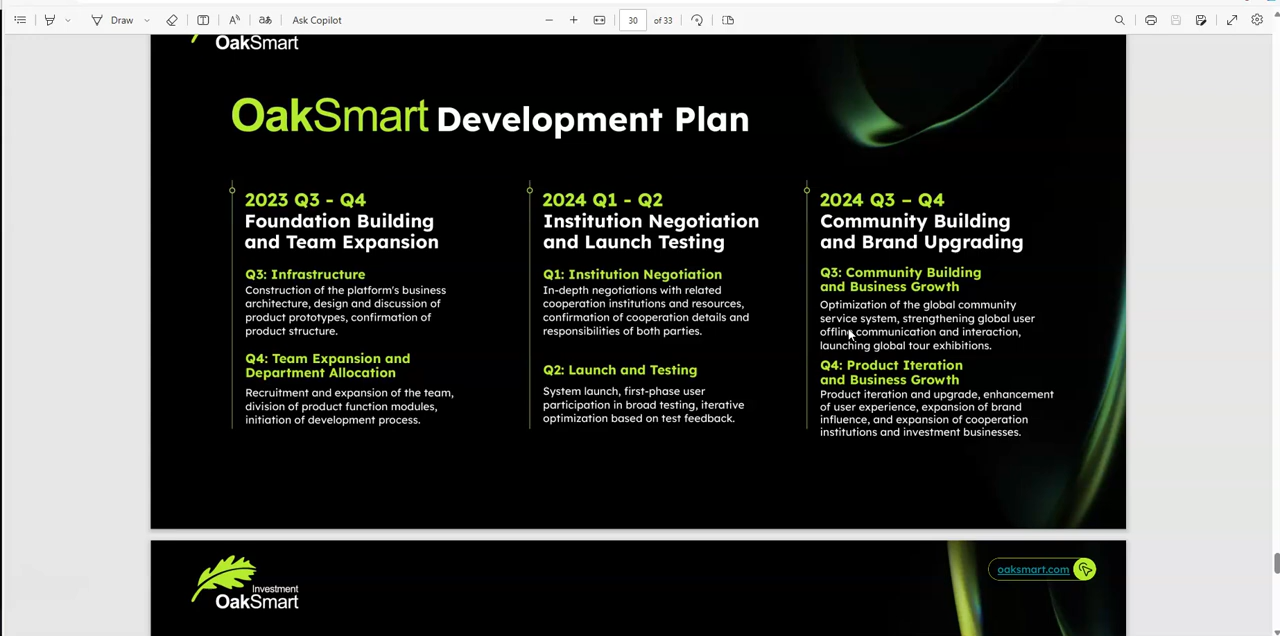 Draw
Ask Copilot
30 of 33
OakSmart
OakSmart Development Plan
2023 Q3 - Q4
Foundation Building
and Team Expansion
Q3: Infrastructure
Construction of the platform's business
architecture, design and discussion of
product prototypes, confirmation of
product structure.
Q4: Team Expansion and
Department Allocation
Recruitment and expansion of the team,
division of product function modules,
initiation of development process.
2024 Q1 - Q2
Institution Negotiation
and Launch Testing
Q1: Institution Negotiation
In-depth negotiations with related
cooperation institutions and resources,
confirmation of cooperation details and
responsibilities of both parties.
Q2: Launch and Testing
System launch, first-phase user
participation in broad testing, iterative
optimization based on test feedback.
2024 Q3 – Q4
Community Building
and Brand Upgrading
Q3: Community Building
and Business Growth
Optimization of the global community
service system, strengthening global user
offline communication and interaction,
launching global tour exhibitions.
Q4: Product Iteration
and Business Growth
Product iteration and upgrade, enhancement
of user experience, expansion of brand
influence, and expansion of cooperation
institutions and investment businesses.
Investment
OakSmart
oaksmart.com